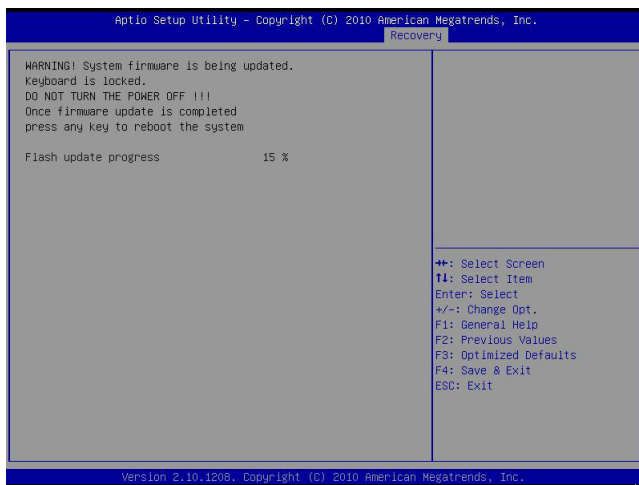 Aptio Setup Utility – Copyright (C) 2010 American Megatrends, Inc.
Recovery
WARNING! System firmware is being updated.
Keyboard is locked.
DO NOT TURN THE POWER OFF !!!
Once firmware update is completed
press any key to reboot the system
Flash update progress 15 %
→←: Select Screen
↑↓: Select Item
Enter: Select
+/-: Change Opt.
F1: General Help
F2: Previous Values
F3: Optimized Defaults
F4: Save & Exit
ESC: Exit
Version 2.10.1208. Copyright (C) 2010 American Megatrends, Inc.